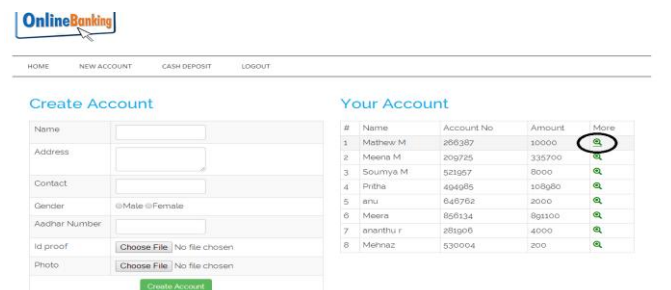 OnlineBanking
HOME NEW ACCOUNT CASH DEPOSIT LOGOUT
Create Account
Name
Address
Contact
Gender Male Female
Aadhar Number
Id proof Choose File No file chosen
Photo Choose File No file chosen
Create Account
Your Account
# Name Account No Amount More
1 Mathew M 266387 10000
2 Meena M 209725 335700
3 Soumya M 521957 8000
4 Pritha 494985 108980
5 anu 646762 2000
6 Meera 856134 891100
7 ananthu r 281906 4000
8 Mehnaz 530004 200